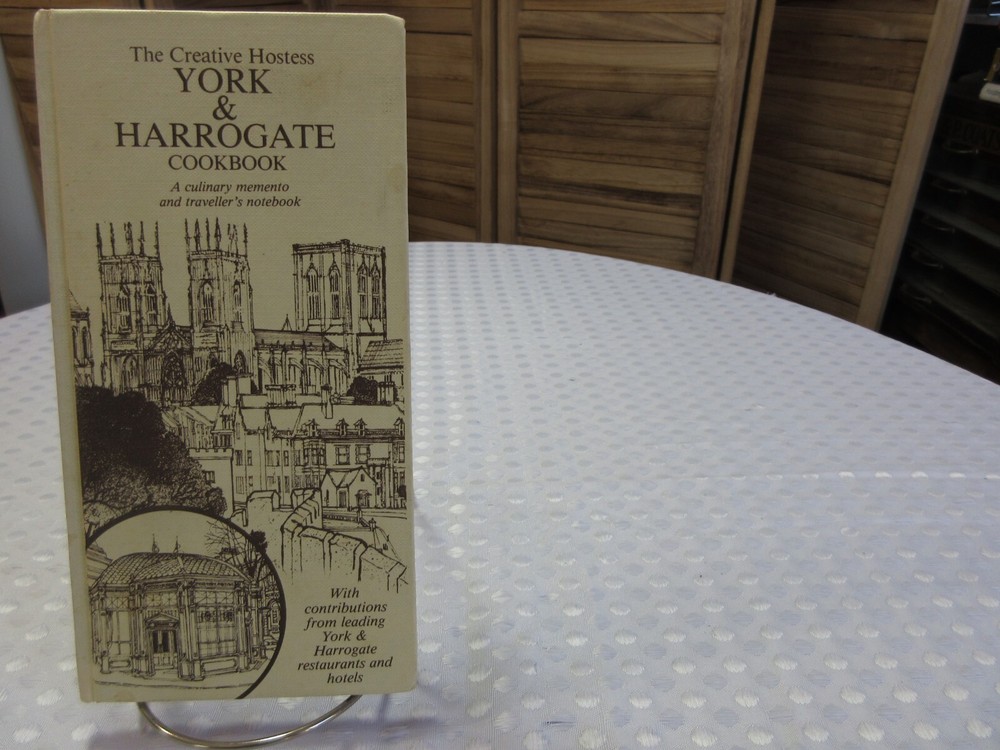 The Creative Hostess
YORK
&
HARROGATE
COOKBOOK
A culinary memento
and traveller's notebook
With
contributions
from leading
York &
Harrogate
restaurants and
hotels